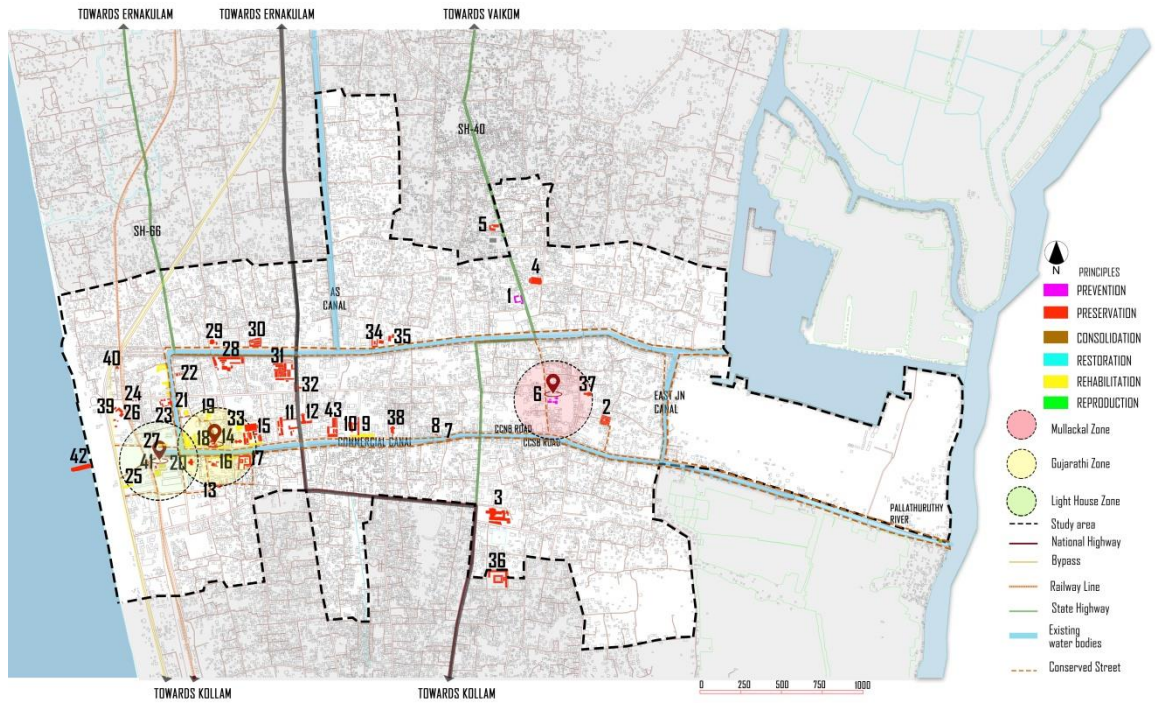 TOWARDS ERNAKULAM
TOWARDS ERNAKULAM
TOWARDS VAIKOM
SH-40
SH-66
5
4
1
AS
CANAL
29
30
34
35
28
31
40
22
32
6
37
EAST JN
CANAL
24
39
26
21
23
19
33
15
11
12
43
10
9
38
8
7
2
CCNB ROAD
CCSB ROAD
COMMERCIAL CANAL
18
14
27
41
20
16
17
42
25
13
3
36
PALLATHURUTHY
RIVER
N
PRINCIPLES
PREVENTION
PRESERVATION
CONSOLIDATION
RESTORATION
REHABILITATION
REPRODUCTION
Mullackal Zone
Gujarathi Zone
Light House Zone
Study area
National Highway
Bypass
Railway Line
State Highway
Existing
water bodies
Conserved Street
0 250 500 750 1000
TOWARDS KOLLAM
TOWARDS KOLLAM